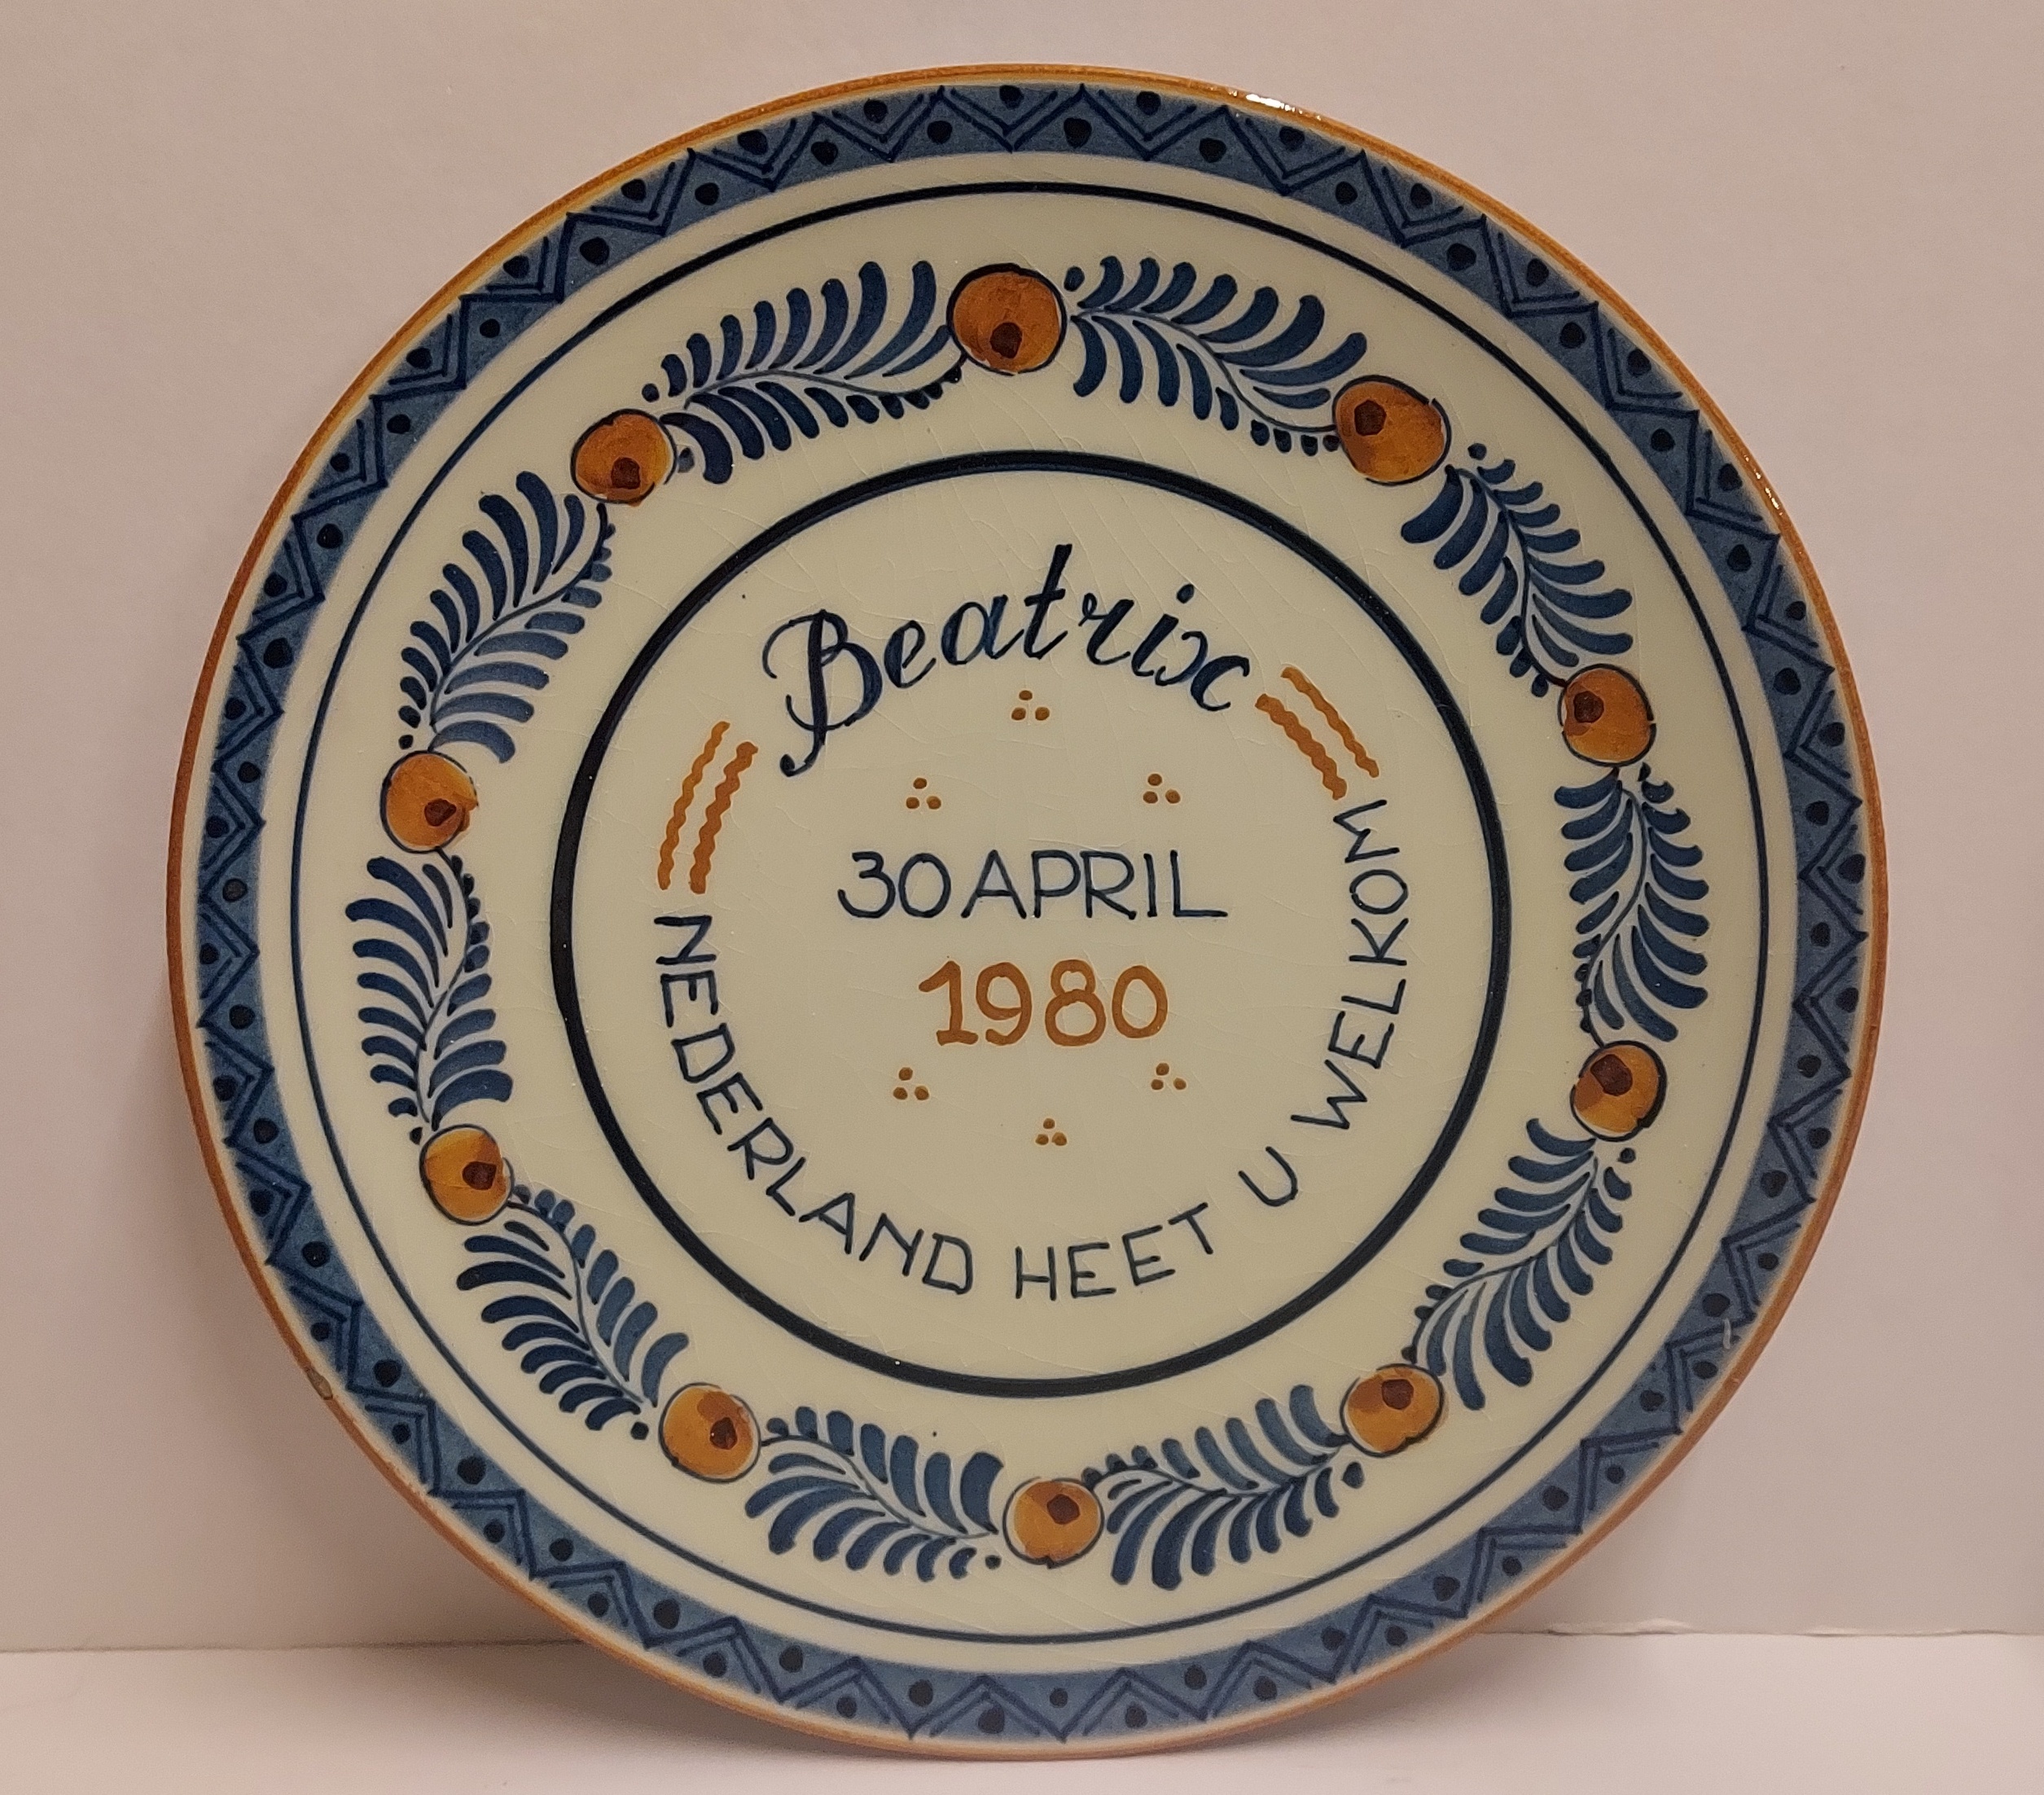 Beatrix
30 APRIL
1980
NEDERLAND HEET U WELKOM